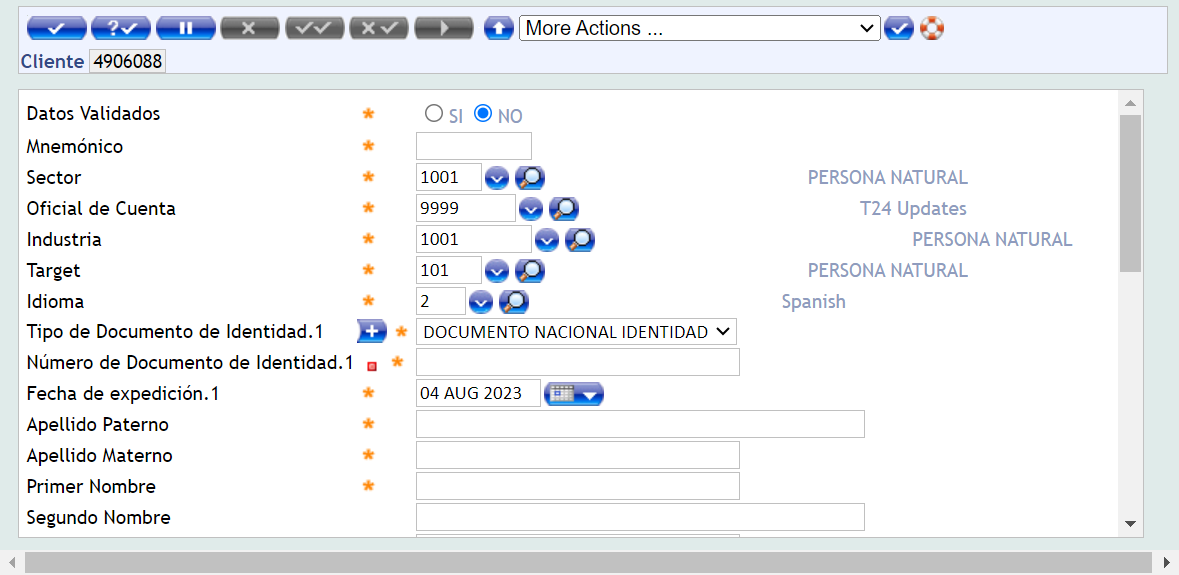 More Actions ...
Cliente 4906088
Datos Validados * SI NO
Mnemónico *
Sector * 1001 PERSONA NATURAL
Oficial de Cuenta * 9999 T24 Updates
Industria * 1001 PERSONA NATURAL
Target * 101 PERSONA NATURAL
Idioma * 2 Spanish
Tipo de Documento de Identidad.1 * DOCUMENTO NACIONAL IDENTIDAD
Número de Documento de Identidad.1 *
Fecha de expedición.1 * 04 AUG 2023
Apellido Paterno *
Apellido Materno *
Primer Nombre *
Segundo Nombre